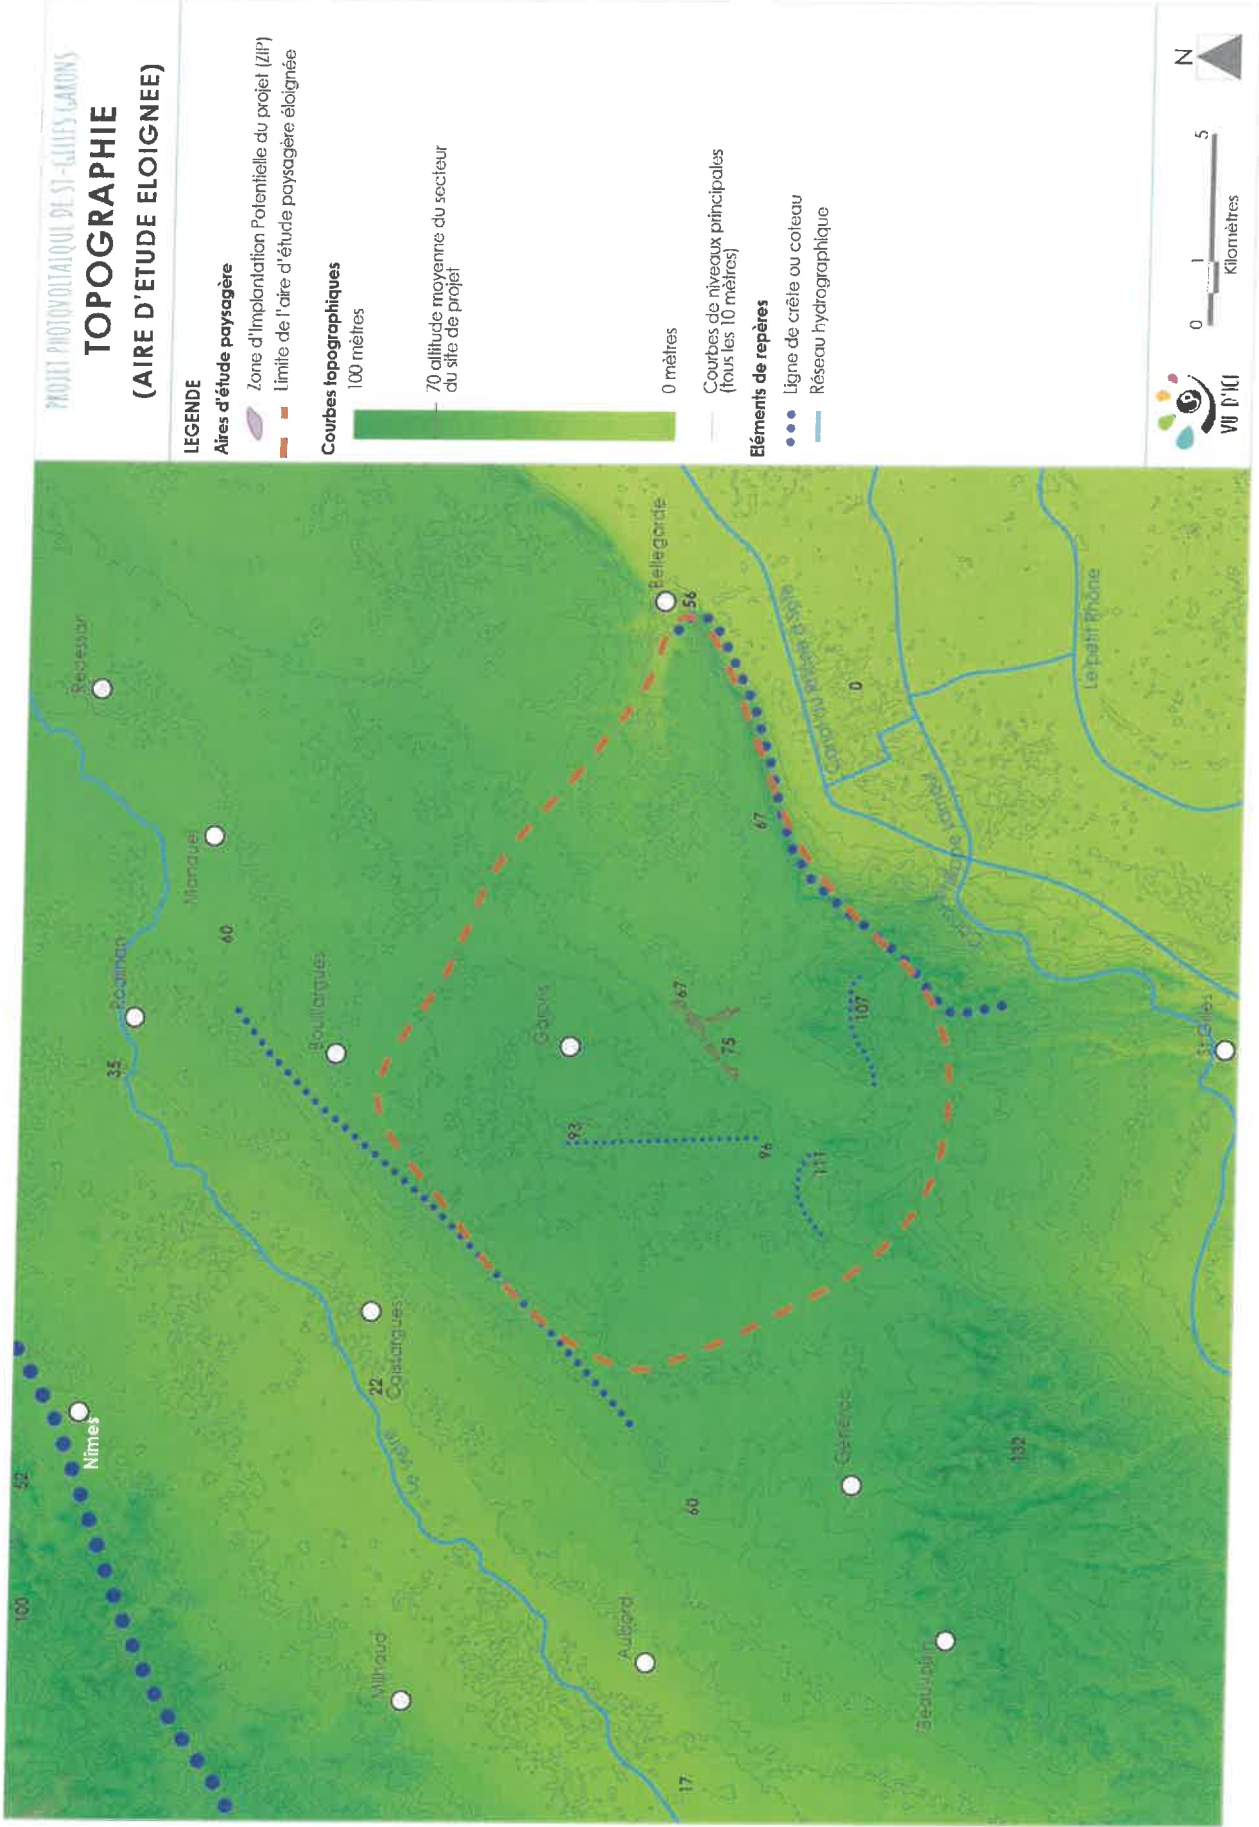 PROJET PHOTOVOLTAIQUE DE ST-GILLES GARONS
TOPOGRAPHIE
(AIRE D'ETUDE ELOIGNEE)
LEGENDE
Aires d'étude paysagère
Zone d'Implantation Potentielle du projet (ZIP)
Limite de l'aire d'étude paysagère éloignée
Courbes topographiques
100 mètres
70 altitude moyenne du secteur
du site de projet
0 mètres
Courbes de niveaux principales
(tous les 10 mètres)
Eléments de repères
Ligne de crête ou coteau
Réseau hydrographique
VU D'ICI
0 1 5
Kilomètres
N
100
52
Nîmes
35
Rodilhan
Redessan
Manduel
60
Milhaud
22
Caissargues
Le Vistre
Bouillargues
17
Aubord
60
93
Garons
96
75
67
Bellegarde
56
67
Générac
111
107
0
Beauvoisin
132
Le petit Rhône
St Gilles